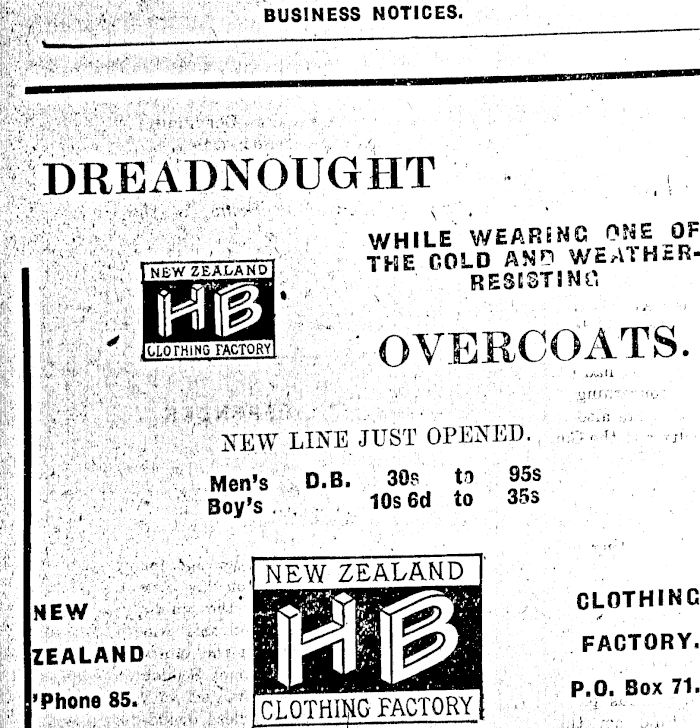 BUSINESS NOTICES.
DREADNOUGHT
WHILE WEARING ONE OF
THE COLD AND WEATHER-
RESISTING
NEW ZEALAND
HB
CLOTHING FACTORY
OVERCOATS.
NEW LINE JUST OPENED.
Men's D.B. 30s to 95s
Boy's ... 10s 6d to 35s
NEW ZEALAND
HB
CLOTHING FACTORY
NEW
ZEALAND
'Phone 85.
CLOTHING
FACTORY.
P.O. Box 71.